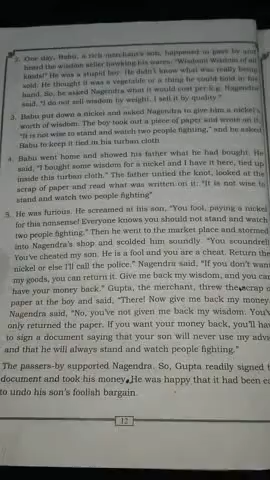 2. One day, Babu, a rich merchant's son, happened to pass by and
heard the wisdom seller hawking his wares. "Wisdom! Wisdom of all
kinds!" He was a stupid boy. He didn't know what was really being
said. He thought it was a vegetable or a thing he could hold in his
hand. So, he asked Nagendra what it would cost per k.g. Nagendra
said, "I do not sell wisdom by weight. I sell it by quality."
3. Babu put down a nickel and asked Nagendra to give him a nickel's
worth of wisdom. The boy took out a piece of paper and wrote on it,
"It is not wise to stand and watch two people fighting," and he asked
Babu to keep it tied in his turban cloth
4. Babu went home and showed his father what he had bought. He
said, "I bought some wisdom for a nickel and I have it here, tied up
inside this turban cloth." The father untied the knot, looked at the
scrap of paper and read what was written on it: "It is not wise to
stand and watch two people fighting"
5. He was furious. He screamed at his son, "You fool, paying a nickel
for this nonsense! Everyone knows you should not stand and watch
two people fighting." Then he went to the market place and stormed
into Nagendra's shop and scolded him soundly. "You scoundrel!
You've cheated my son. He is a fool and you are a cheat. Return the
nickel or else I'll call the police." Nagendra said, "If you don't want
my goods, you can return it. Give me back my wisdom, and you can
have your money back." Gupta, the merchant, threw the scrap o
paper at the boy and said, "There! Now give me back my money.
Nagendra said, "No, you've not given me back my wisdom. You'v
only returned the paper. If you want your money back, you'll hav
to sign a document saying that your son will never use my advi
and that he will always stand and watch people fighting."
The passers-by supported Nagendra. So, Gupta readily signed t
document and took his money. He was happy that it had been ea
to undo his son's foolish bargain.
12